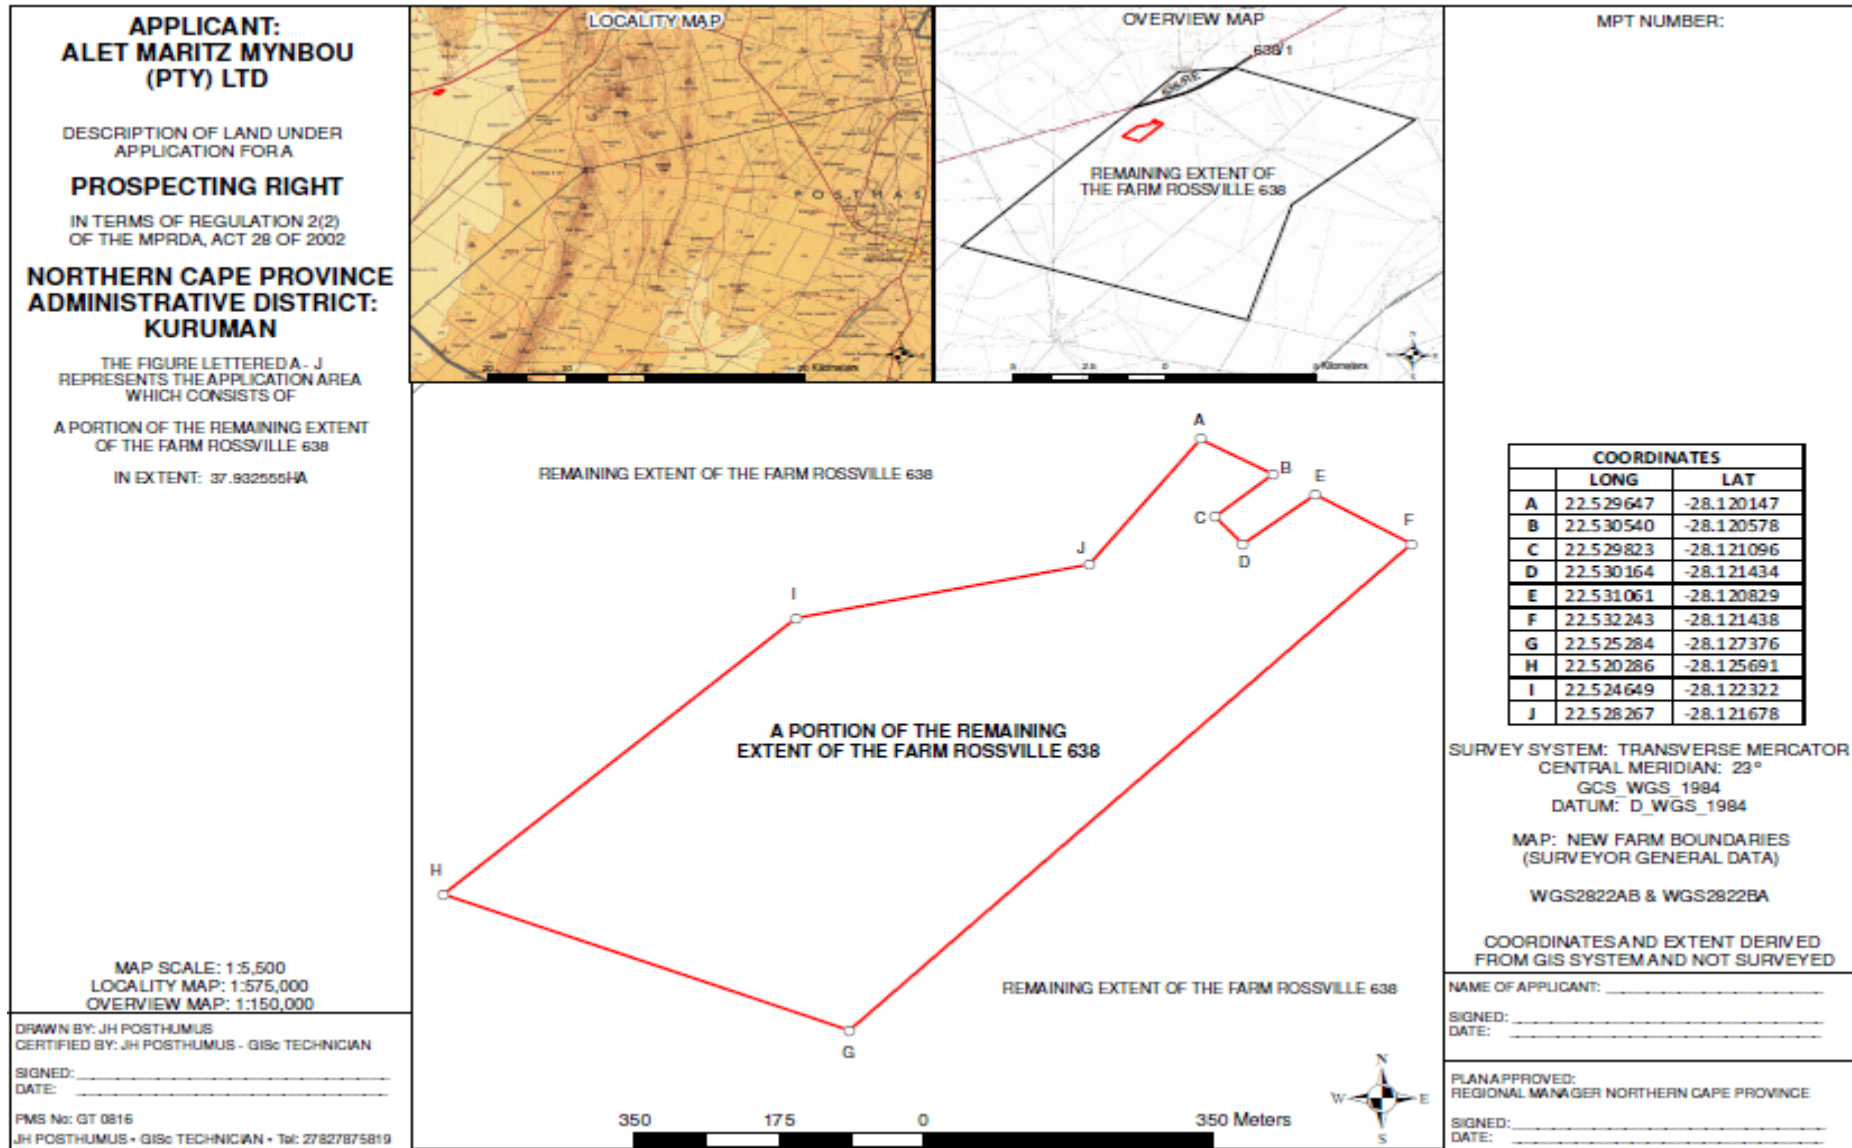 APPLICANT:
ALET MARITZ MYNBOU
(PTY) LTD
DESCRIPTION OF LAND UNDER
APPLICATION FOR A
PROSPECTING RIGHT
IN TERMS OF REGULATION 2(2)
OF THE MPRDA, ACT 28 OF 2002
NORTHERN CAPE PROVINCE
ADMINISTRATIVE DISTRICT:
KURUMAN
THE FIGURE LETTERED A - J
REPRESENTS THE APPLICATION AREA
WHICH CONSISTS OF
A PORTION OF THE REMAINING EXTENT
OF THE FARM ROSSVILLE 638
IN EXTENT: 37.932555HA
MAP SCALE: 1:5,500
LOCALITY MAP: 1:575,000
OVERVIEW MAP: 1:150,000
DRAWN BY: JH POSTHUMUS
CERTIFIED BY: JH POSTHUMUS - GISc TECHNICIAN
SIGNED:
DATE:
PMS No: GT 0816
JH POSTHUMUS • GISc TECHNICIAN • Tel: 27827875819
LOCALITY MAP
POSTMAS
20 Kilometers
OVERVIEW MAP
638/1
638/RE
REMAINING EXTENT OF
THE FARM ROSSVILLE 638
5 2.5 0 5 Kilometers
REMAINING EXTENT OF THE FARM ROSSVILLE 638
A
B
E
C
D
F
J
I
A PORTION OF THE REMAINING
EXTENT OF THE FARM ROSSVILLE 638
H
REMAINING EXTENT OF THE FARM ROSSVILLE 638
G
N
W E
S
350 175 0 350 Meters
MPT NUMBER:
COORDINATES
LONG LAT
A 22.529647 -28.120147
B 22.530540 -28.120578
C 22.529823 -28.121096
D 22.530164 -28.121434
E 22.531061 -28.120829
F 22.532243 -28.121438
G 22.525284 -28.127376
H 22.520286 -28.125691
I 22.524649 -28.122322
J 22.528267 -28.121678
SURVEY SYSTEM: TRANSVERSE MERCATOR
CENTRAL MERIDIAN: 23°
GCS_WGS_1984
DATUM: D_WGS_1984
MAP: NEW FARM BOUNDARIES
(SURVEYOR GENERAL DATA)
WGS2822AB & WGS2822BA
COORDINATES AND EXTENT DERIVED
FROM GIS SYSTEM AND NOT SURVEYED
NAME OF APPLICANT:
SIGNED:
DATE:
PLAN APPROVED:
REGIONAL MANAGER NORTHERN CAPE PROVINCE
SIGNED:
DATE: